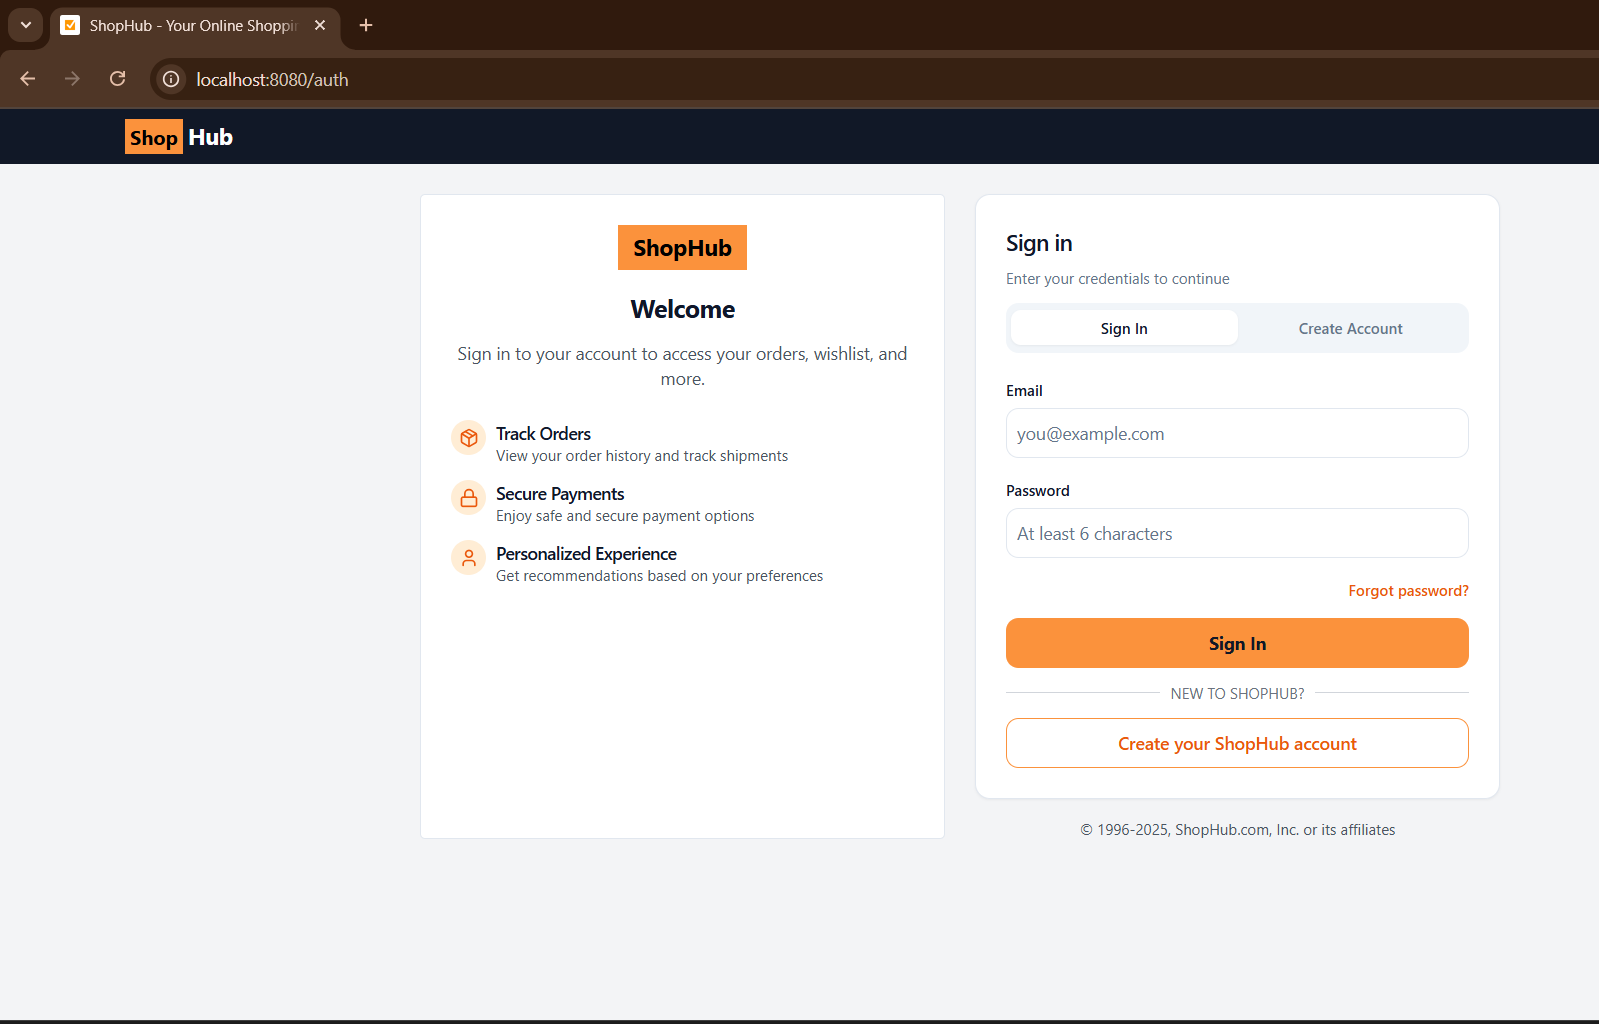 ShopHub - Your Online Shoppin
localhost:8080/auth
Shop Hub
ShopHub
Welcome
Sign in to your account to access your orders, wishlist, and
more.
Track Orders
View your order history and track shipments
Secure Payments
Enjoy safe and secure payment options
Personalized Experience
Get recommendations based on your preferences
Sign in
Enter your credentials to continue
Sign In Create Account
Email
you@example.com
Password
At least 6 characters
Forgot password?
Sign In
NEW TO SHOPHUB?
Create your ShopHub account
© 1996-2025, ShopHub.com, Inc. or its affiliates